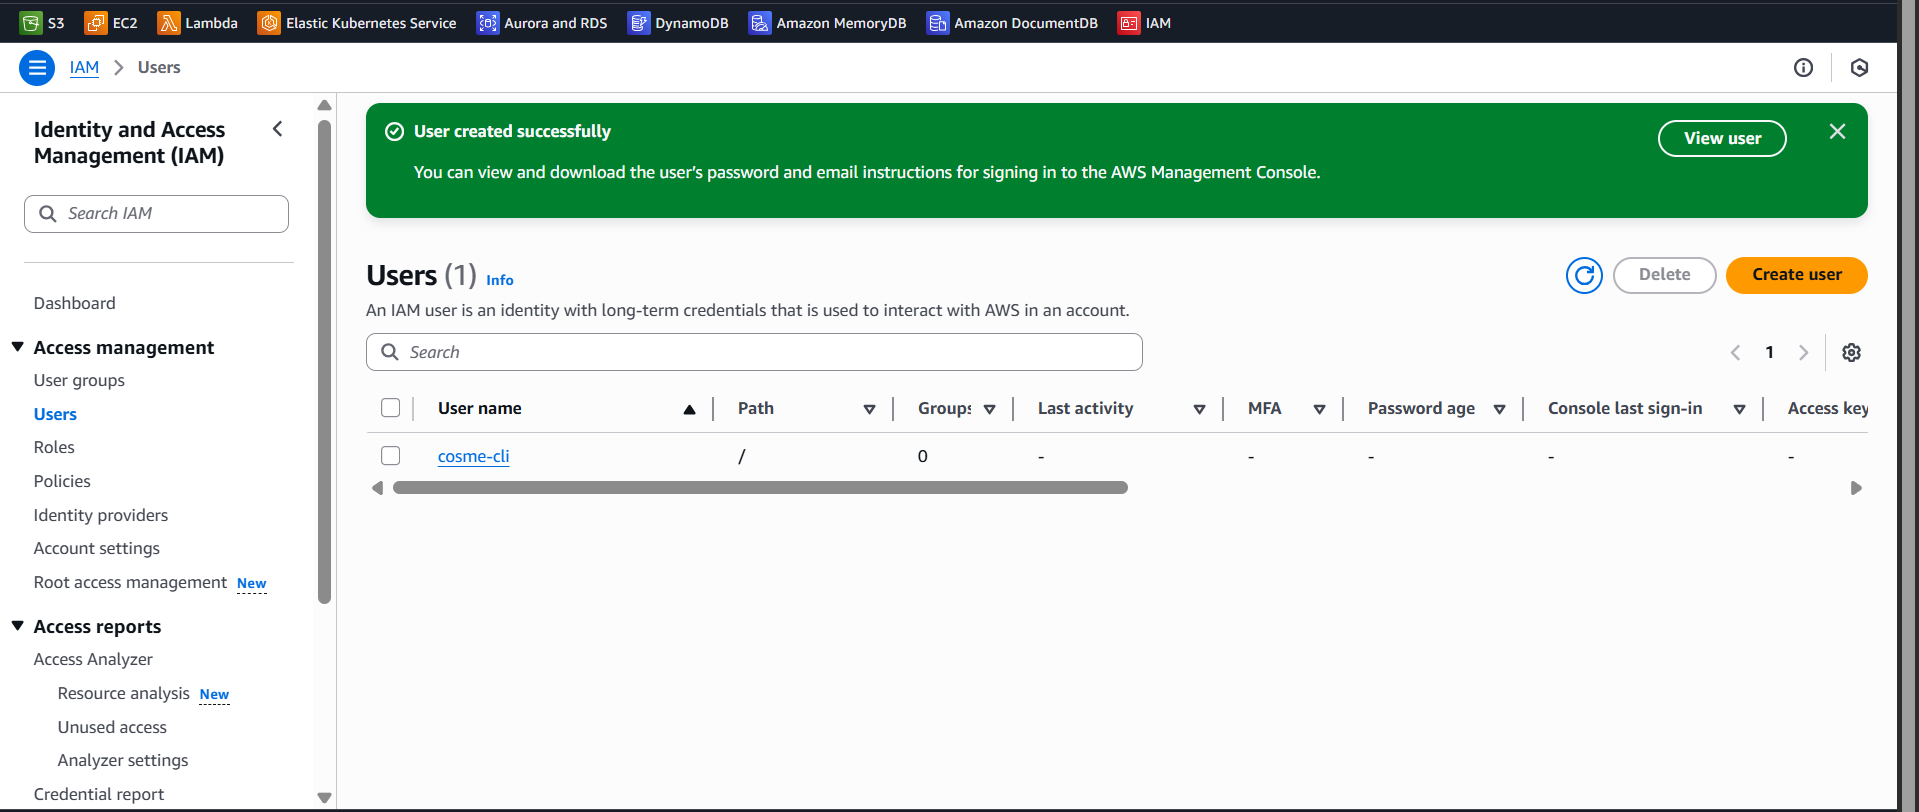 S3 EC2 Lambda Elastic Kubernetes Service Aurora and RDS DynamoDB Amazon MemoryDB Amazon DocumentDB IAM
IAM Users
Identity and Access
Management (IAM)
Search IAM
Dashboard
Access management
User groups
Users
Roles
Policies
Identity providers
Account settings
Root access management New
Access reports
Access Analyzer
Resource analysis New
Unused access
Analyzer settings
Credential report
User created successfully
You can view and download the user's password and email instructions for signing in to the AWS Management Console.
View user
Users (1) Info
Delete Create user
An IAM user is an identity with long-term credentials that is used to interact with AWS in an account.
Search
1
User name Path Groups Last activity MFA Password age Console last sign-in Access key
cosme-cli / 0 - - - - -